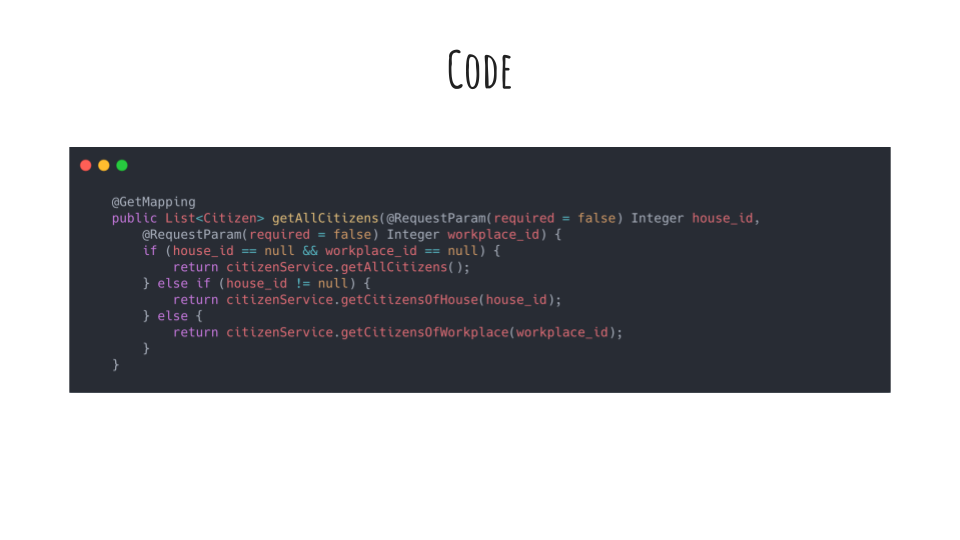 Code
@GetMapping
public List<Citizen> getAllCitizens(@RequestParam(required = false) Integer house_id,
    @RequestParam(required = false) Integer workplace_id) {
    if (house_id == null && workplace_id == null) {
        return citizenService.getAllCitizens();
    } else if (house_id != null) {
        return citizenService.getCitizensOfHouse(house_id);
    } else {
        return citizenService.getCitizensOfWorkplace(workplace_id);
    }
}